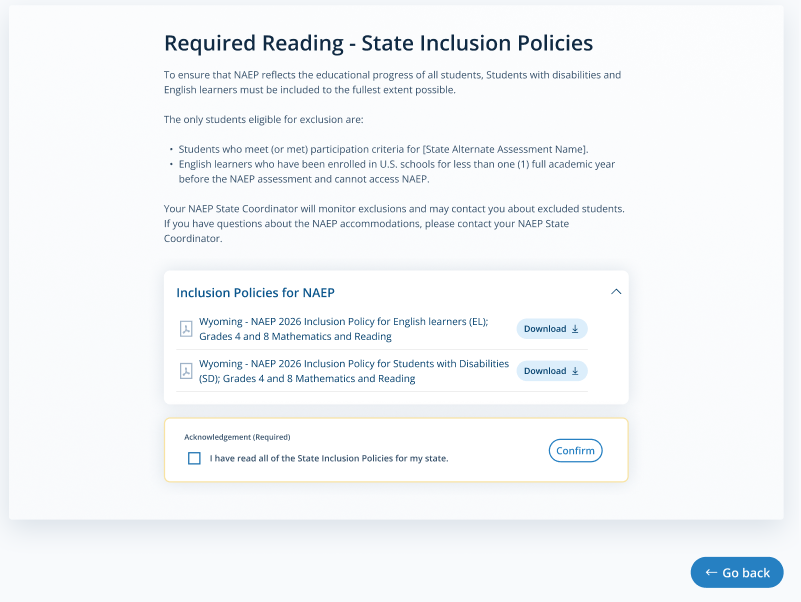 Required Reading - State Inclusion Policies
To ensure that NAEP reflects the educational progress of all students, Students with disabilities and
English learners must be included to the fullest extent possible.
The only students eligible for exclusion are:
• Students who meet (or met) participation criteria for [State Alternate Assessment Name].
• English learners who have been enrolled in U.S. schools for less than one (1) full academic year
before the NAEP assessment and cannot access NAEP.
Your NAEP State Coordinator will monitor exclusions and may contact you about excluded students.
If you have questions about the NAEP accommodations, please contact your NAEP State
Coordinator.
Inclusion Policies for NAEP
Wyoming - NAEP 2026 Inclusion Policy for English learners (EL);
Grades 4 and 8 Mathematics and Reading
Download
Wyoming - NAEP 2026 Inclusion Policy for Students with Disabilities
(SD); Grades 4 and 8 Mathematics and Reading
Download
Acknowledgement (Required)
I have read all of the State Inclusion Policies for my state.
Confirm
← Go back